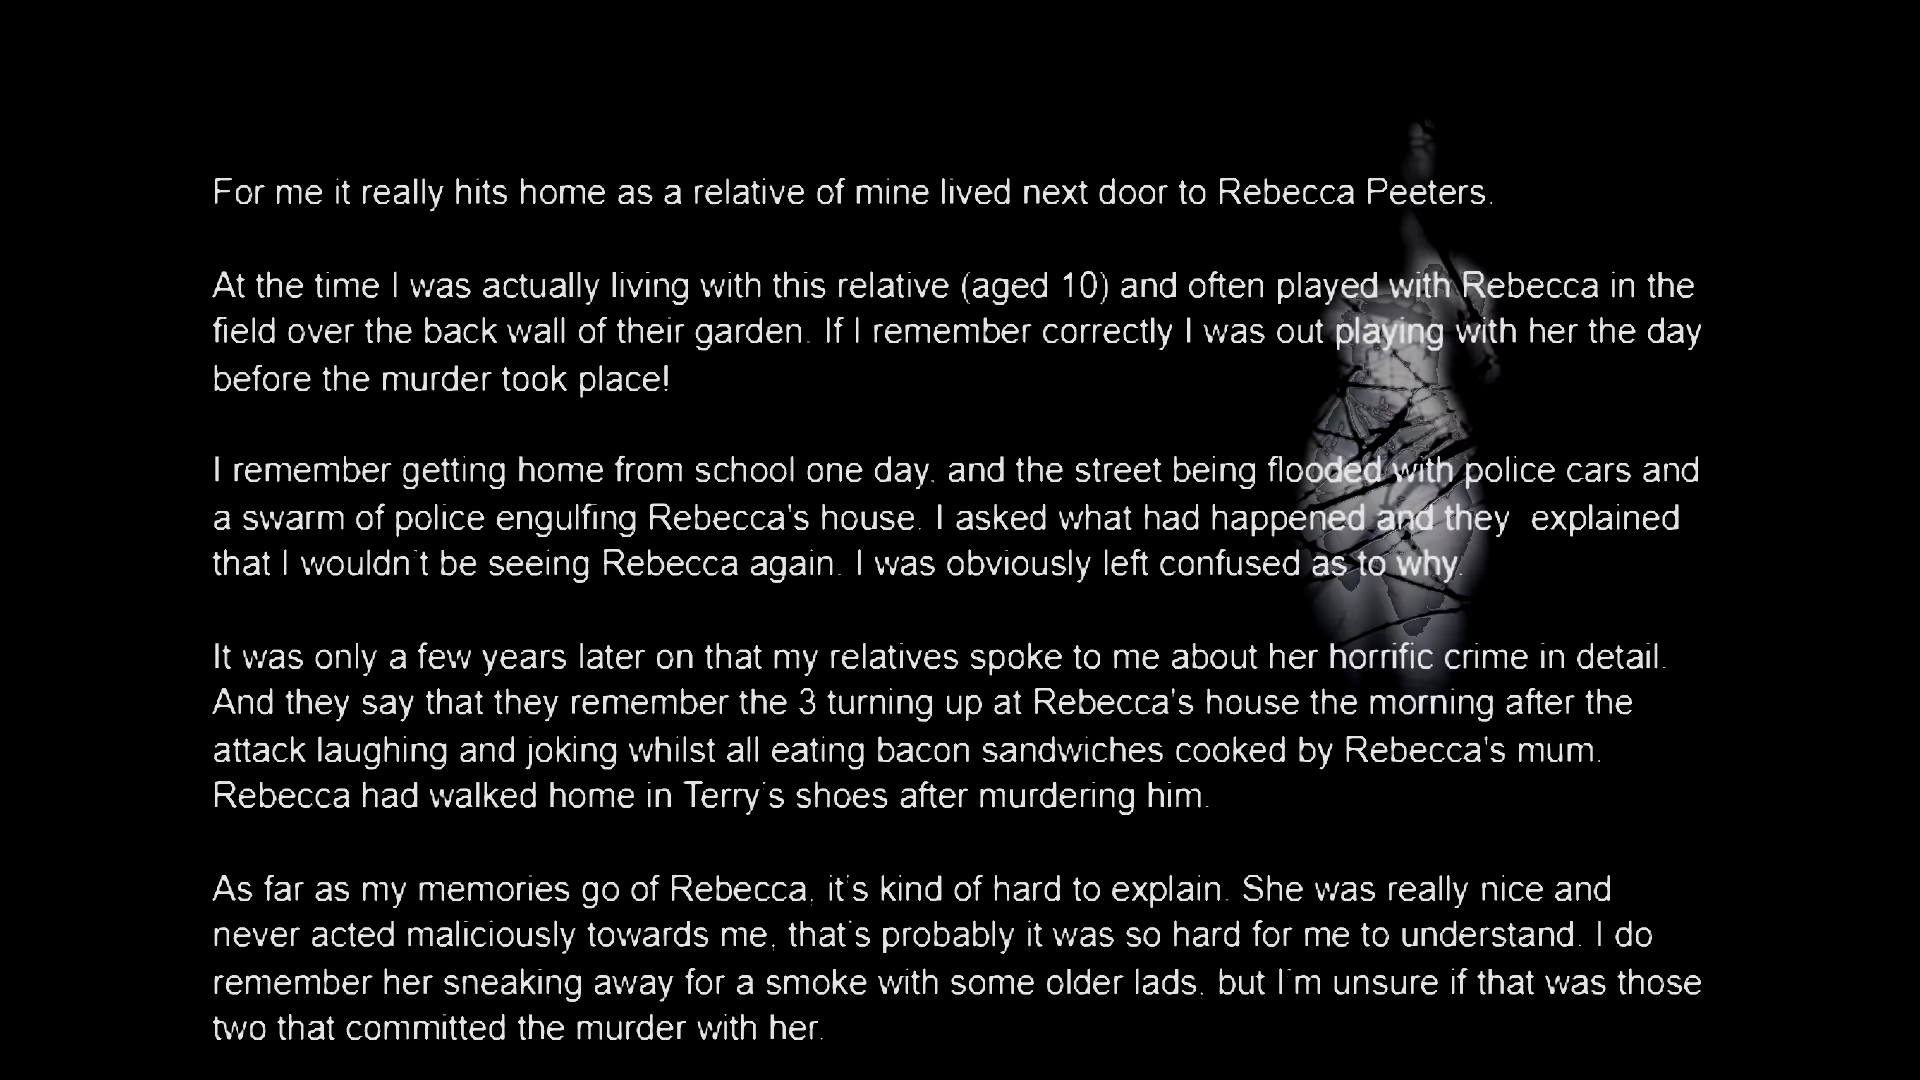 For me it really hits home as a relative of mine lived next door to Rebecca Peeters.
At the time I was actually living with this relative (aged 10) and often played with Rebecca in the
field over the back wall of their garden. If I remember correctly I was out playing with her the day
before the murder took place!
I remember getting home from school one day, and the street being flooded with police cars and
a swarm of police engulfing Rebecca's house. I asked what had happened and they  explained
that I wouldn't be seeing Rebecca again. I was obviously left confused as to why.
It was only a few years later on that my relatives spoke to me about her horrific crime in detail.
And they say that they remember the 3 turning up at Rebecca's house the morning after the
attack laughing and joking whilst all eating bacon sandwiches cooked by Rebecca's mum.
Rebecca had walked home in Terry's shoes after murdering him.
As far as my memories go of Rebecca, it's kind of hard to explain. She was really nice and
never acted maliciously towards me, that's probably it was so hard for me to understand. I do
remember her sneaking away for a smoke with some older lads, but I'm unsure if that was those
two that committed the murder with her.